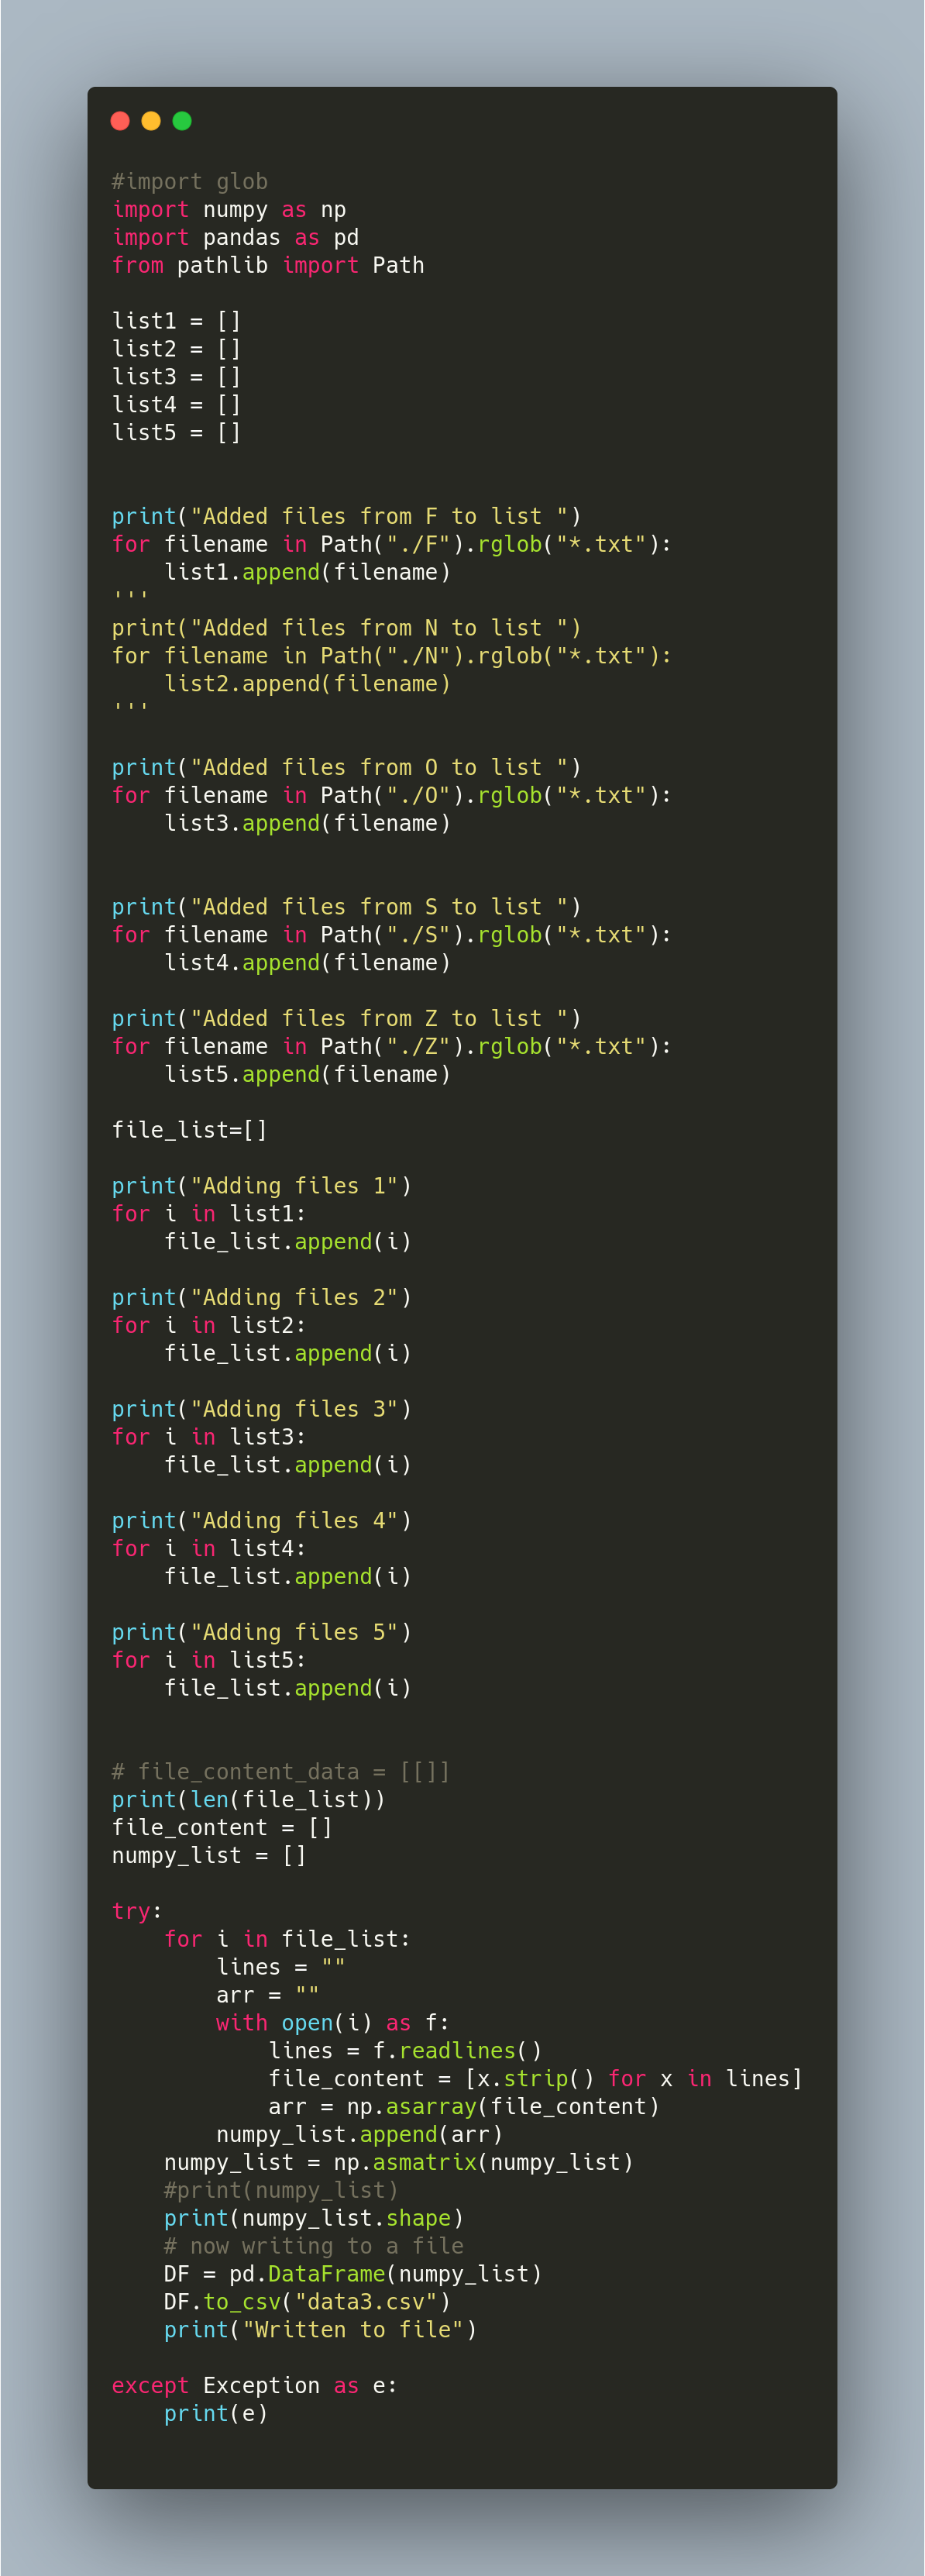 #import glob
import numpy as np
import pandas as pd
from pathlib import Path

list1 = []
list2 = []
list3 = []
list4 = []
list5 = []


print("Added files from F to list ")
for filename in Path("./F").rglob("*.txt"):
    list1.append(filename)
'''
print("Added files from N to list ")
for filename in Path("./N").rglob("*.txt"):
    list2.append(filename)
'''

print("Added files from O to list ")
for filename in Path("./O").rglob("*.txt"):
    list3.append(filename)


print("Added files from S to list ")
for filename in Path("./S").rglob("*.txt"):
    list4.append(filename)

print("Added files from Z to list ")
for filename in Path("./Z").rglob("*.txt"):
    list5.append(filename)

file_list=[]

print("Adding files 1")
for i in list1:
    file_list.append(i)

print("Adding files 2")
for i in list2:
    file_list.append(i)

print("Adding files 3")
for i in list3:
    file_list.append(i)

print("Adding files 4")
for i in list4:
    file_list.append(i)

print("Adding files 5")
for i in list5:
    file_list.append(i)


# file_content_data = [[]]
print(len(file_list))
file_content = []
numpy_list = []

try:
    for i in file_list:
        lines = ""
        arr = ""
        with open(i) as f:
            lines = f.readlines()
            file_content = [x.strip() for x in lines]
            arr = np.asarray(file_content)
        numpy_list.append(arr)
    numpy_list = np.asmatrix(numpy_list)
    #print(numpy_list)
    print(numpy_list.shape)
    # now writing to a file
    DF = pd.DataFrame(numpy_list)
    DF.to_csv("data3.csv")
    print("Written to file")

except Exception as e:
    print(e)